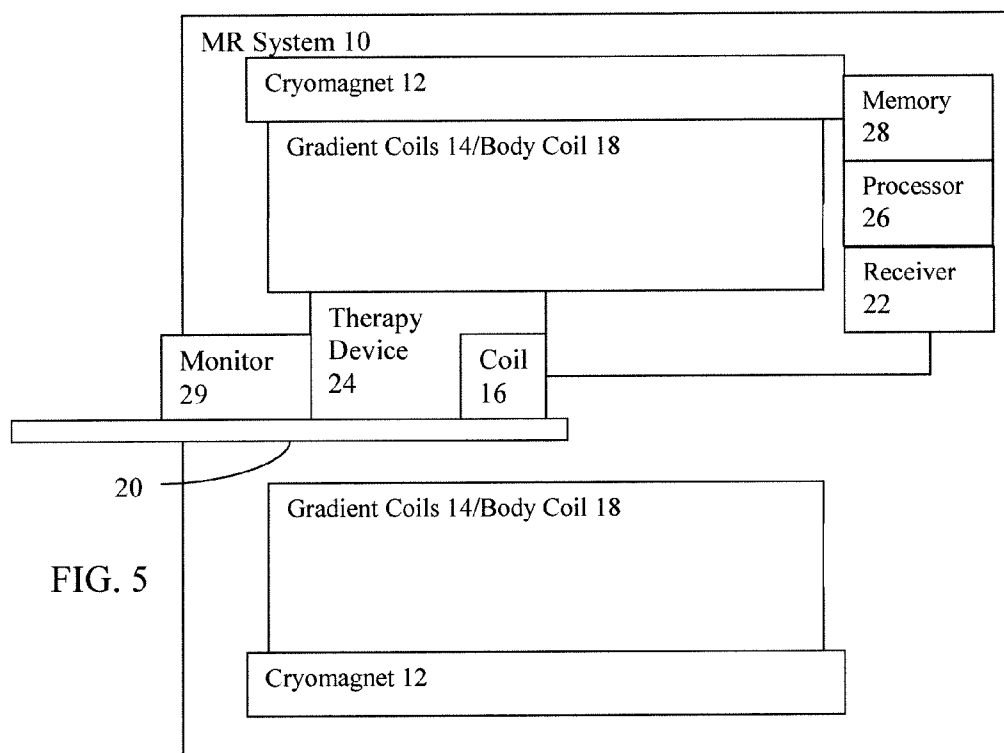 MR System 10
Cryomagnet 12
Memory
28
Gradient Coils 14/Body Coil 18
Processor
26
Receiver
22
Therapy
Device
24
Monitor
29
Coil
16
20
Gradient Coils 14/Body Coil 18
FIG. 5
Cryomagnet 12